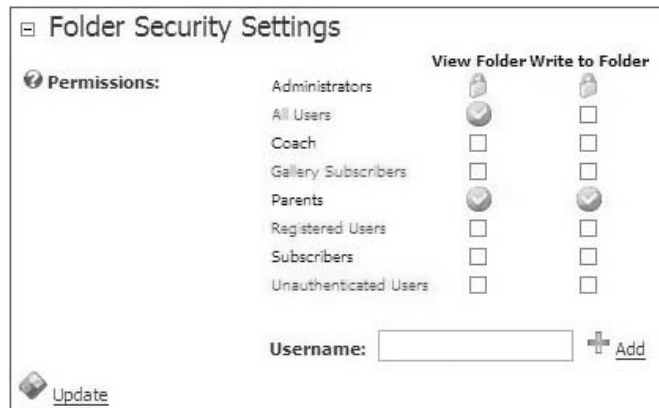 Folder Security Settings
View Folder Write to Folder
Permissions:
Administrators
All Users
Coach
Gallery Subscribers
Parents
Registered Users
Subscribers
Unauthenticated Users
Username:
Add
Update